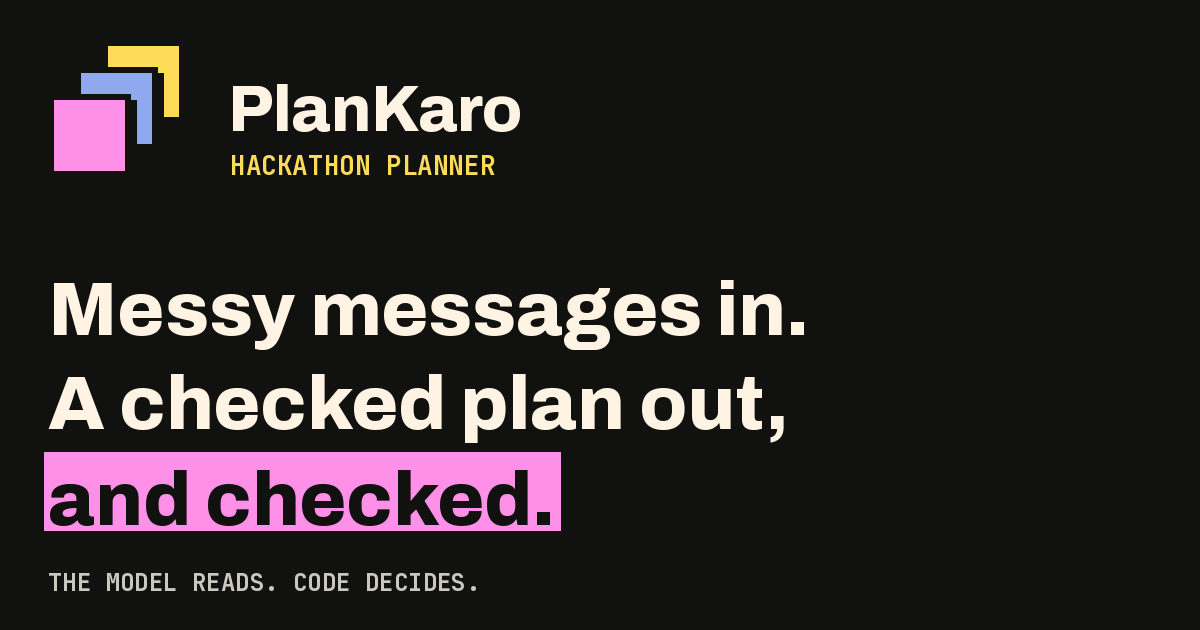 PlanKaro
HACKATHON PLANNER
Messy messages in.
A checked plan out,
and checked.
THE MODEL READS. CODE DECIDES.